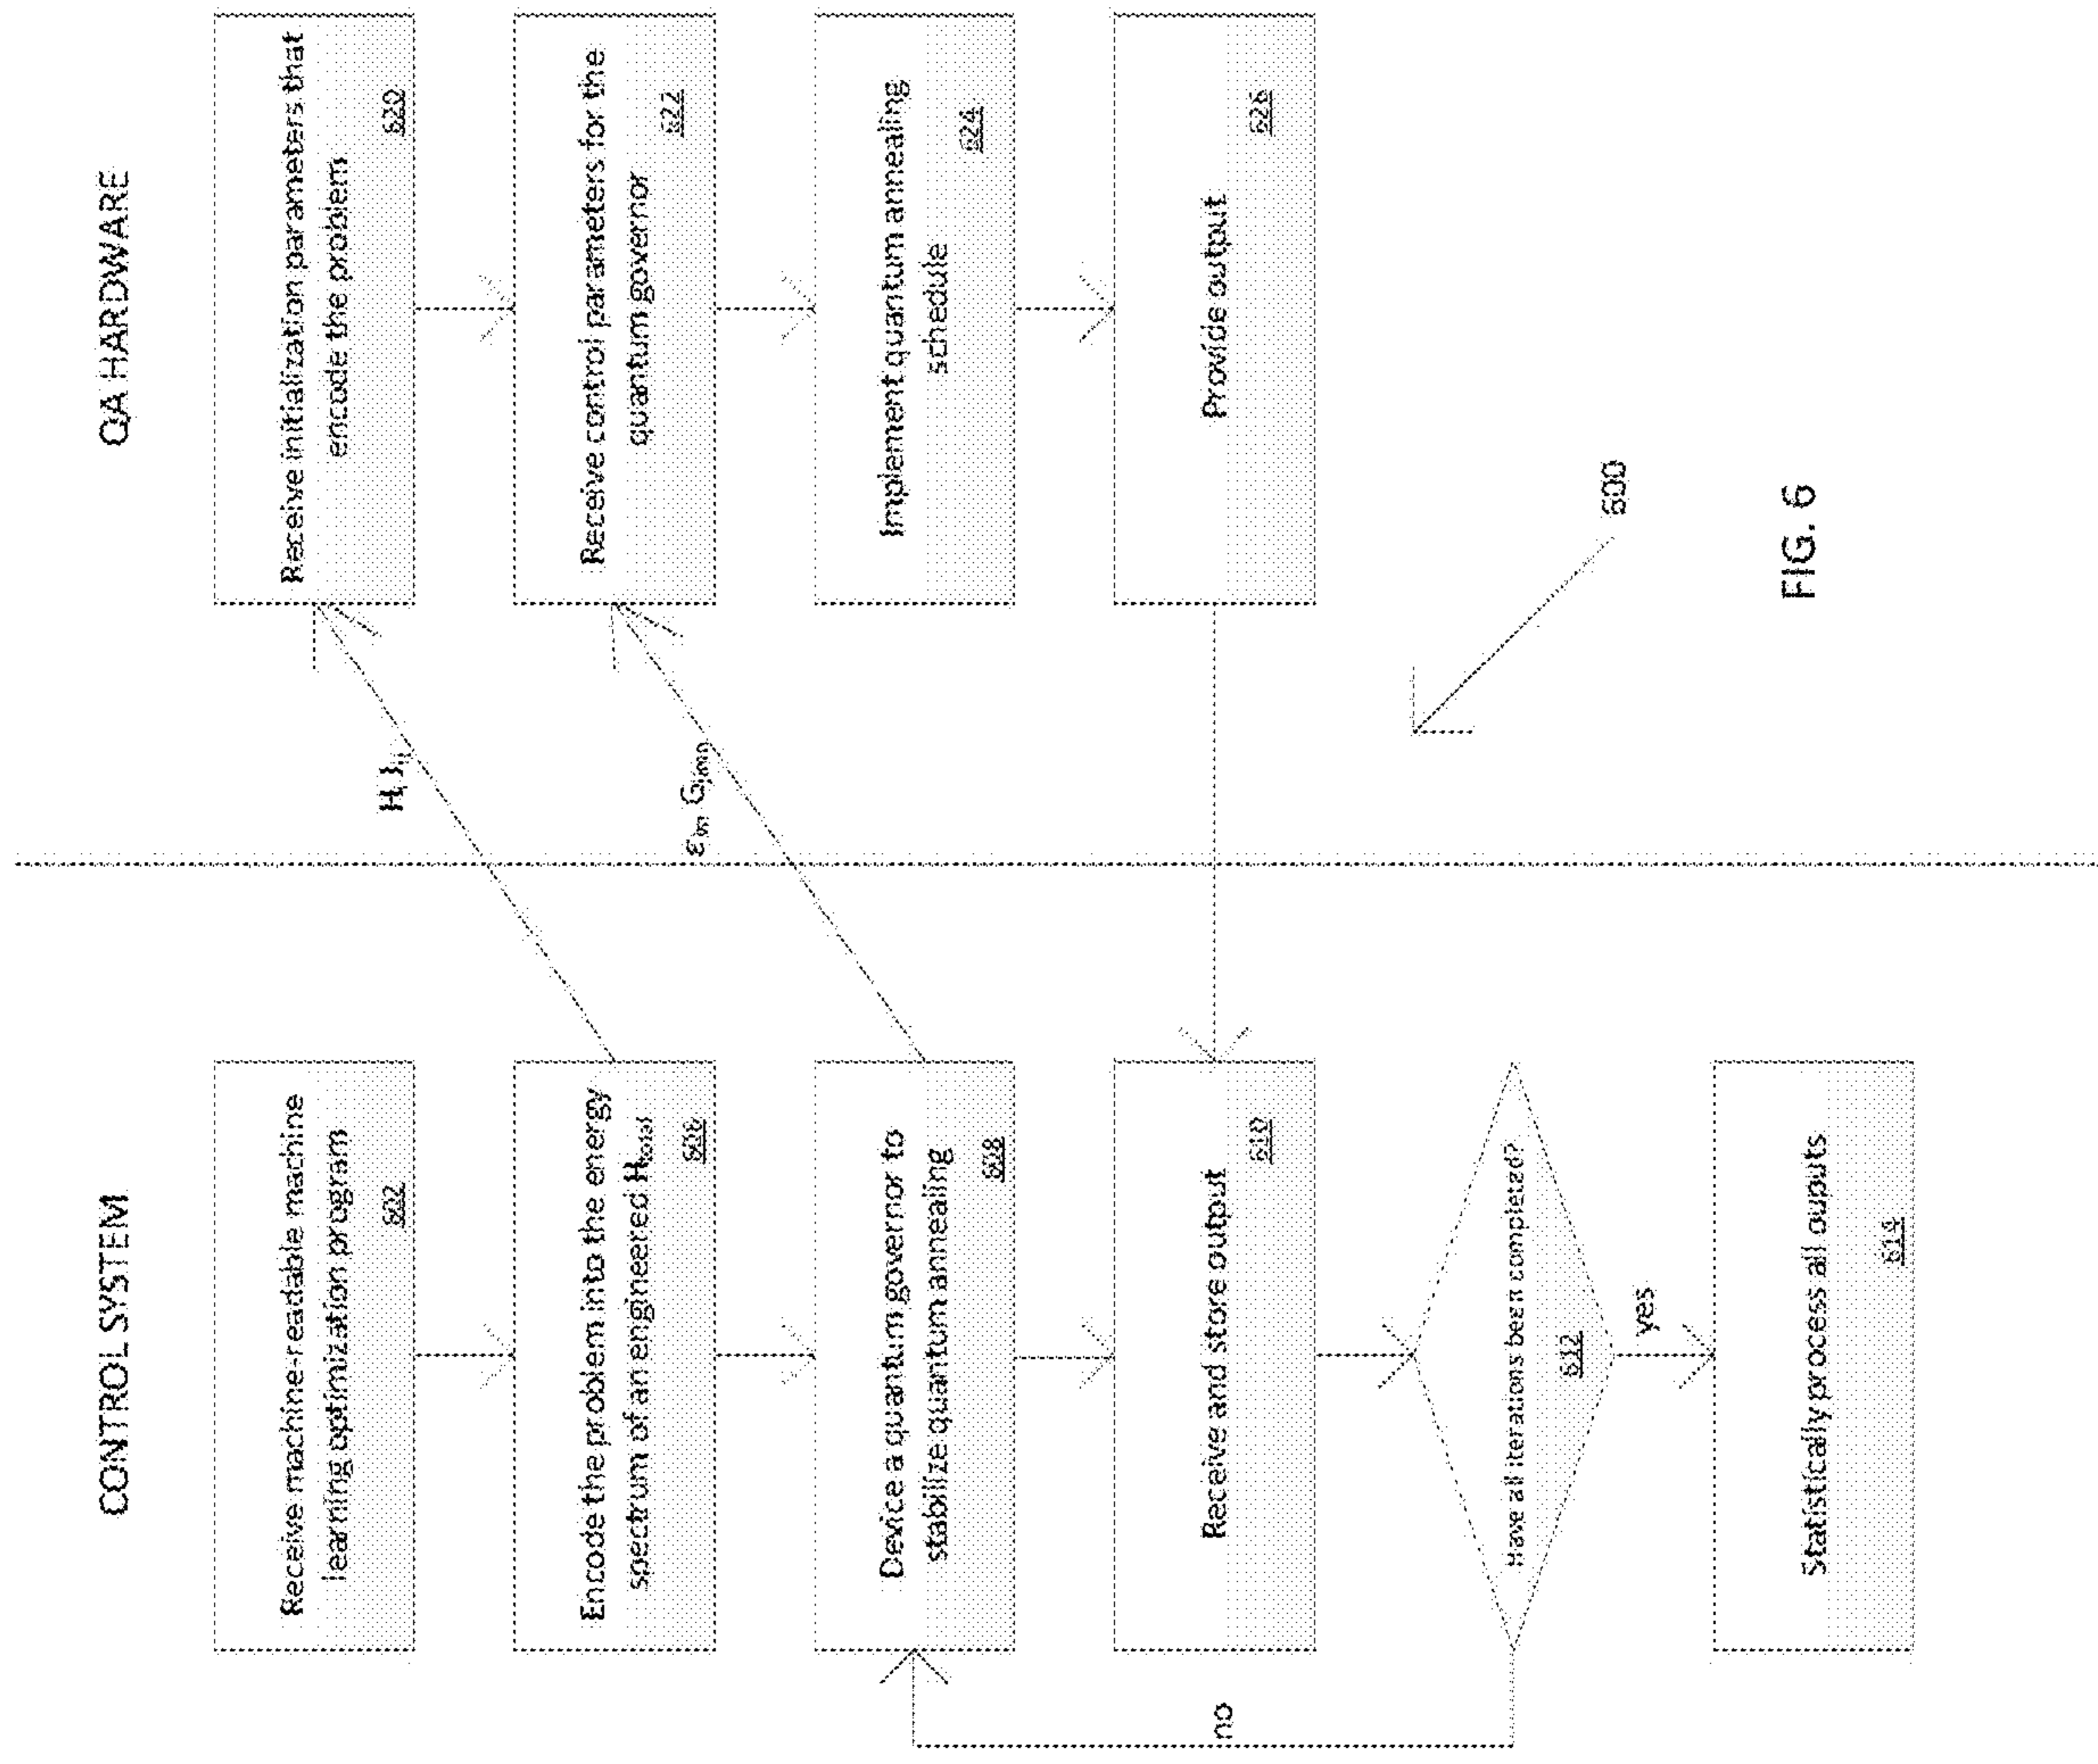 CONTROL SYSTEM
Receive machine-readable machine
learning optimization program
602
Encode the problem into the energy
spectrum of an engineered Htotal
606
Device a quantum governor to
stabilize quantum annealing
608
Receive and store output
610
Have all iterations been completed?
612
no
yes
Statistically process all ouputs
614
QA HARDWARE
Receive initialization parameters that
encode the problem
620
Receive control parameters for the
quantum governor
622
Implement quantum annealing
schedule
624
Provide output
626
600
FIG. 6